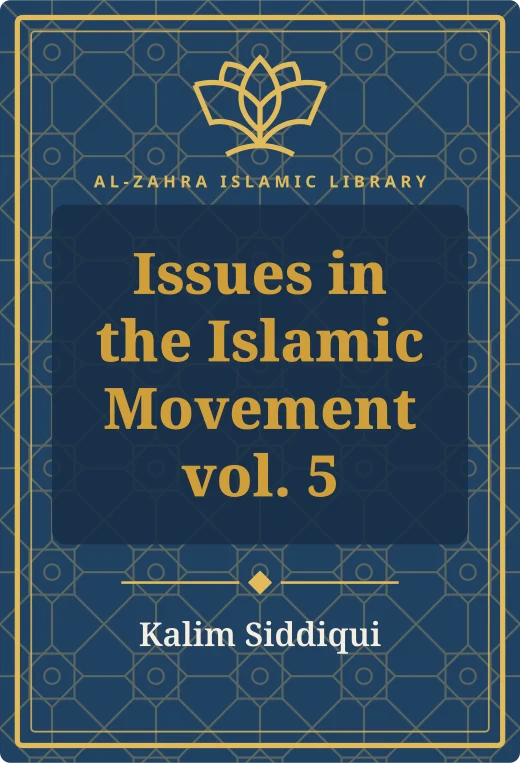 AL-ZAHRA ISLAMIC LIBRARY
Issues in
the Islamic
Movement
vol. 5
Kalim Siddiqui